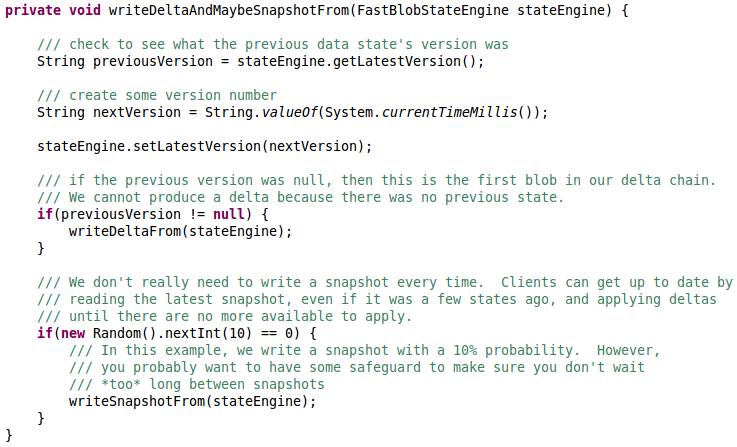 private void writeDeltaAndMaybeSnapshotFrom(FastBlobStateEngine stateEngine) {

    /// check to see what the previous data state's version was
    String previousVersion = stateEngine.getLatestVersion();

    /// create some version number
    String nextVersion = String.valueOf(System.currentTimeMillis());

    stateEngine.setLatestVersion(nextVersion);

    /// if the previous version was null, then this is the first blob in our delta chain.
    /// We cannot produce a delta because there was no previous state.
    if(previousVersion != null) {
        writeDeltaFrom(stateEngine);
    }

    /// We don't really need to write a snapshot every time.  Clients can get up to date by
    /// reading the latest snapshot, even if it was a few states ago, and applying deltas
    /// until there are no more available to apply.
    if(new Random().nextInt(10) == 0) {
        /// In this example, we write a snapshot with a 10% probability.  However,
        /// you probably want to have some safeguard to make sure you don't wait
        /// *too* long between snapshots
        writeSnapshotFrom(stateEngine);
    }
}